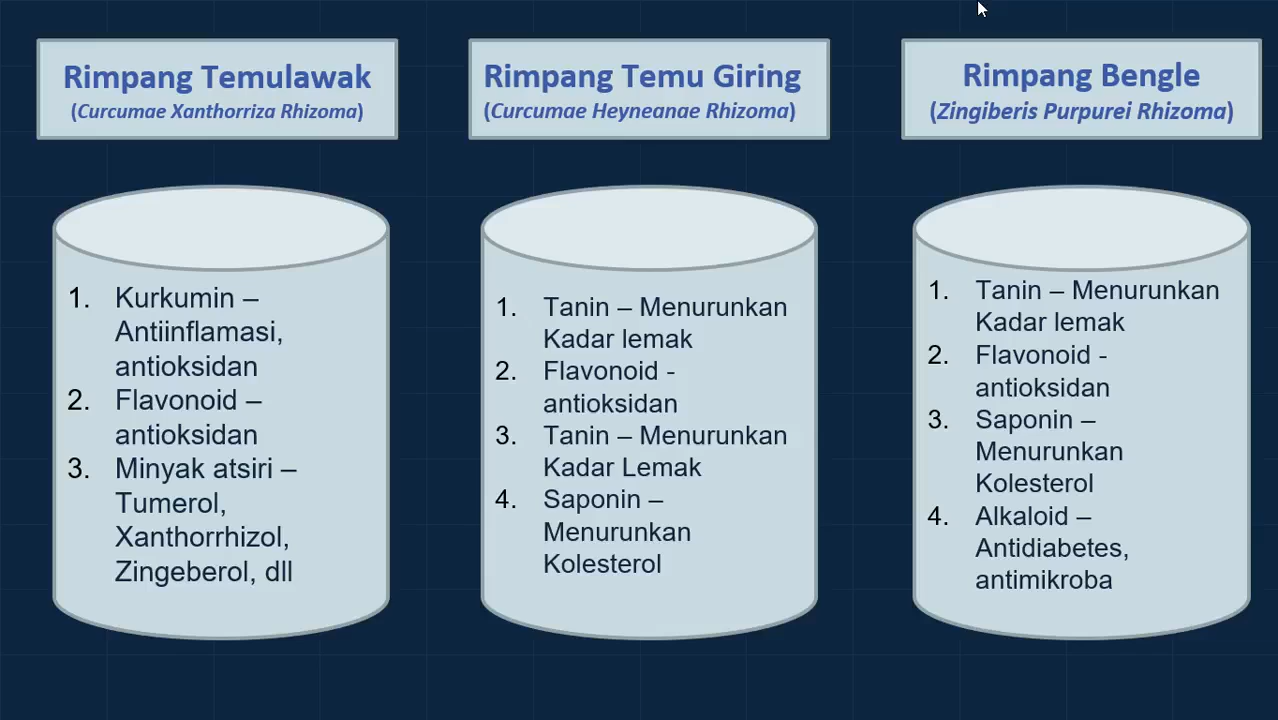 Rimpang Temulawak
(Curcumae Xanthorriza Rhizoma)
1. Kurkumin –
Antiinflamasi,
antioksidan
2. Flavonoid –
antioksidan
3. Minyak atsiri –
Tumerol,
Xanthorrhizol,
Zingeberol, dll
Rimpang Temu Giring
(Curcumae Heyneanae Rhizoma)
1. Tanin – Menurunkan
Kadar lemak
2. Flavonoid -
antioksidan
3. Tanin – Menurunkan
Kadar Lemak
4. Saponin –
Menurunkan
Kolesterol
Rimpang Bengle
(Zingiberis Purpurei Rhizoma)
1. Tanin – Menurunkan
Kadar lemak
2. Flavonoid -
antioksidan
3. Saponin –
Menurunkan
Kolesterol
4. Alkaloid –
Antidiabetes,
antimikroba